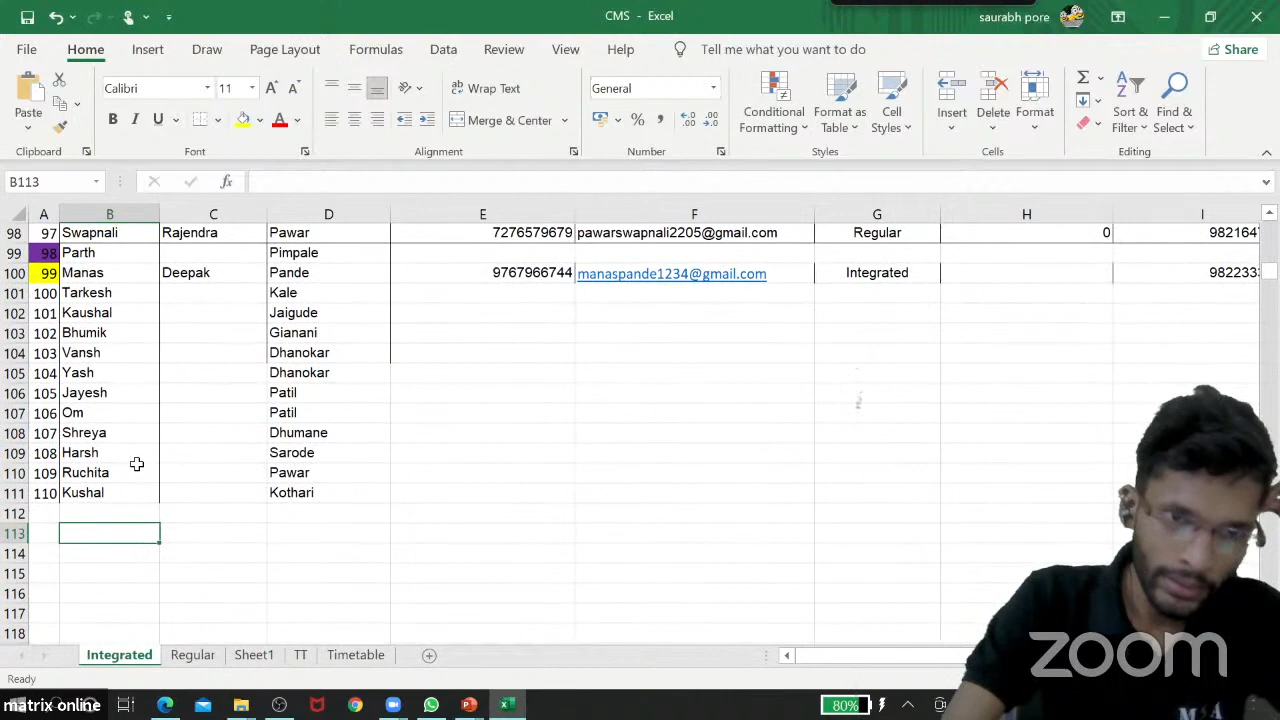 CMS - Excel
saurabh pore
File Home Insert Draw Page Layout Formulas Data Review View Help Tell me what you want to do Share
Paste
Calibri 11
Wrap Text
Merge & Center
General
Conditional Formatting
Format as Table
Cell Styles
Insert Delete Format
Sort & Filter
Find & Select
Clipboard Font Alignment Number Styles Cells Editing
B113 fx
A B C D E F G H I
98 97 Swapnali Rajendra Pawar 7276579679 pawarswapnali2205@gmail.com Regular 0 982164
99 98 Parth Pimpale
100 99 Manas Deepak Pande 9767966744 manaspande1234@gmail.com Integrated 982233
101 100 Tarkesh Kale
102 101 Kaushal Jaigude
103 102 Bhumik Gianani
104 103 Vansh Dhanokar
105 104 Yash Dhanokar
106 105 Jayesh Patil
107 106 Om Patil
108 107 Shreya Dhumane
109 108 Harsh Sarode
110 109 Ruchita Pawar
111 110 Kushal Kothari
112
113
114
115
116
117
118
zoom
Integrated Regular Sheet1 TT Timetable
Ready
matrix online
80%